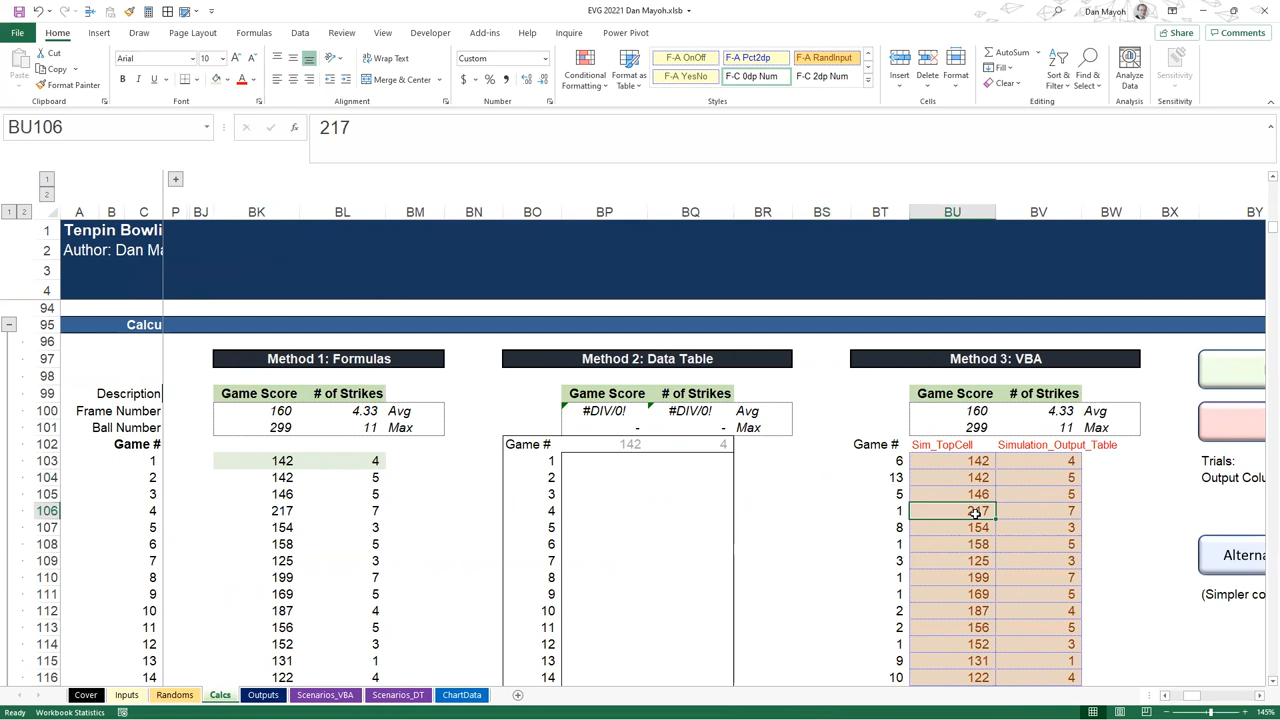 EVG 20221 Dan Mayoh.xlsb
Dan Mayoh
File Home Insert Draw Page Layout Formulas Data Review View Developer Add-ins Help Inquire Power Pivot Share Comments
Cut Arial 10 Wrap Text Custom F-A OnOff F-A Pct2dp F-A RandInput AutoSum
Paste Copy Conditional Formatting Format as Table Insert Delete Format Fill Sort & Filter Find & Select Analyze Data Sensitivity
Format Painter B I U Merge & Center $ % F-A YesNo F-C 0dp Num F-C 2dp Num Clear
Clipboard Font Alignment Number Styles Cells Editing Analysis Sensitivity
BU106 fx 217
1
2
1 2 A B C P BJ BK BL BM BN BO BP BQ BR BS BT BU BV BW BX BY
1 Tenpin Bowli
2 Author: Dan Ma
3
4
94
95 Calcu
96
97 Method 1: Formulas Method 2: Data Table Method 3: VBA
98
99 Description Game Score # of Strikes Game Score # of Strikes Game Score # of Strikes
100 Frame Number 160 4.33 Avg #DIV/0! #DIV/0! Avg 160 4.33 Avg
101 Ball Number 299 11 Max - - Max 299 11 Max
102 Game # Game # 142 4 Game # Sim_TopCell Simulation_Output_Table
103 1 142 4 1 6 142 4 Trials:
104 2 142 5 2 13 142 5 Output Colu
105 3 146 5 3 5 146 5
106 4 217 7 4 1 217 7
107 5 154 3 5 8 154 3
108 6 158 5 6 1 158 5
109 7 125 3 7 3 125 3 Alterna
110 8 199 7 8 1 199 7
111 9 169 5 9 1 169 5 (Simpler co
112 10 187 4 10 2 187 4
113 11 156 5 11 2 156 5
114 12 152 3 12 1 152 3
115 13 131 1 13 9 131 1
116 14 122 4 14 10 122 4
Cover Inputs Randoms Calcs Outputs Scenarios_VBA Scenarios_DT ChartData
Ready Workbook Statistics 145%